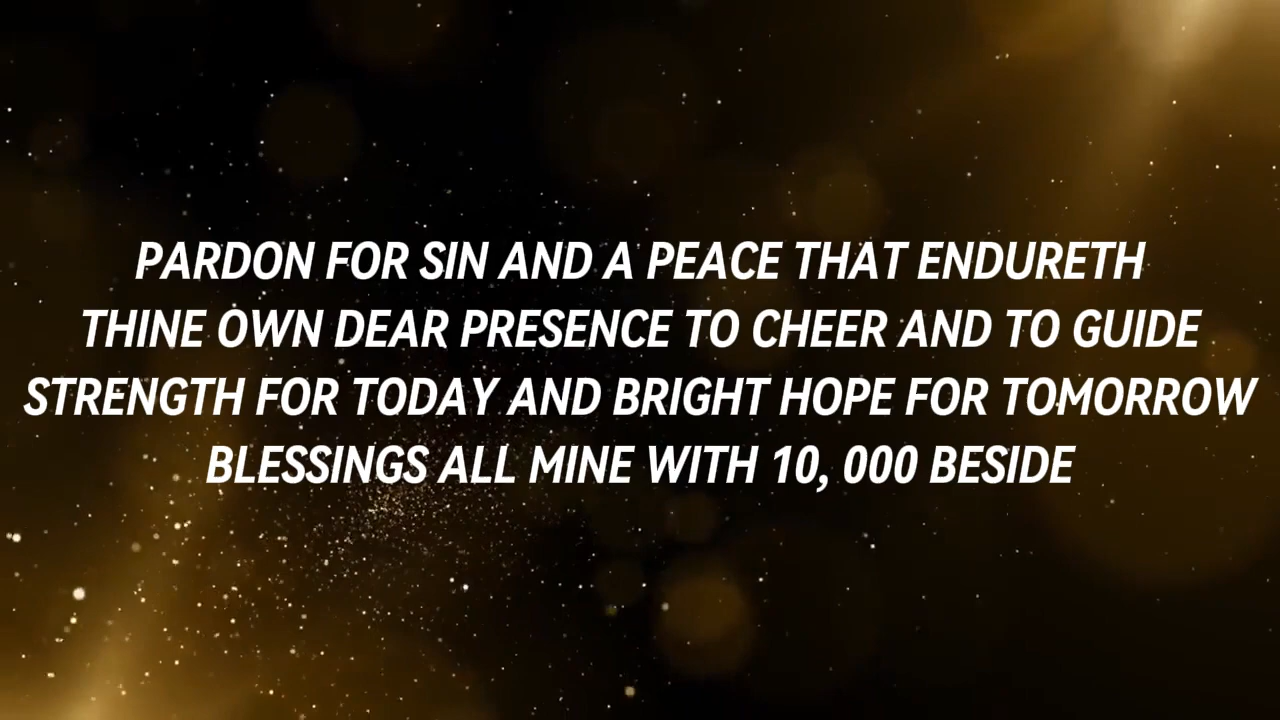 PARDON FOR SIN AND A PEACE THAT ENDURETH
THINE OWN DEAR PRESENCE TO CHEER AND TO GUIDE
STRENGTH FOR TODAY AND BRIGHT HOPE FOR TOMORROW
BLESSINGS ALL MINE WITH 10, 000 BESIDE